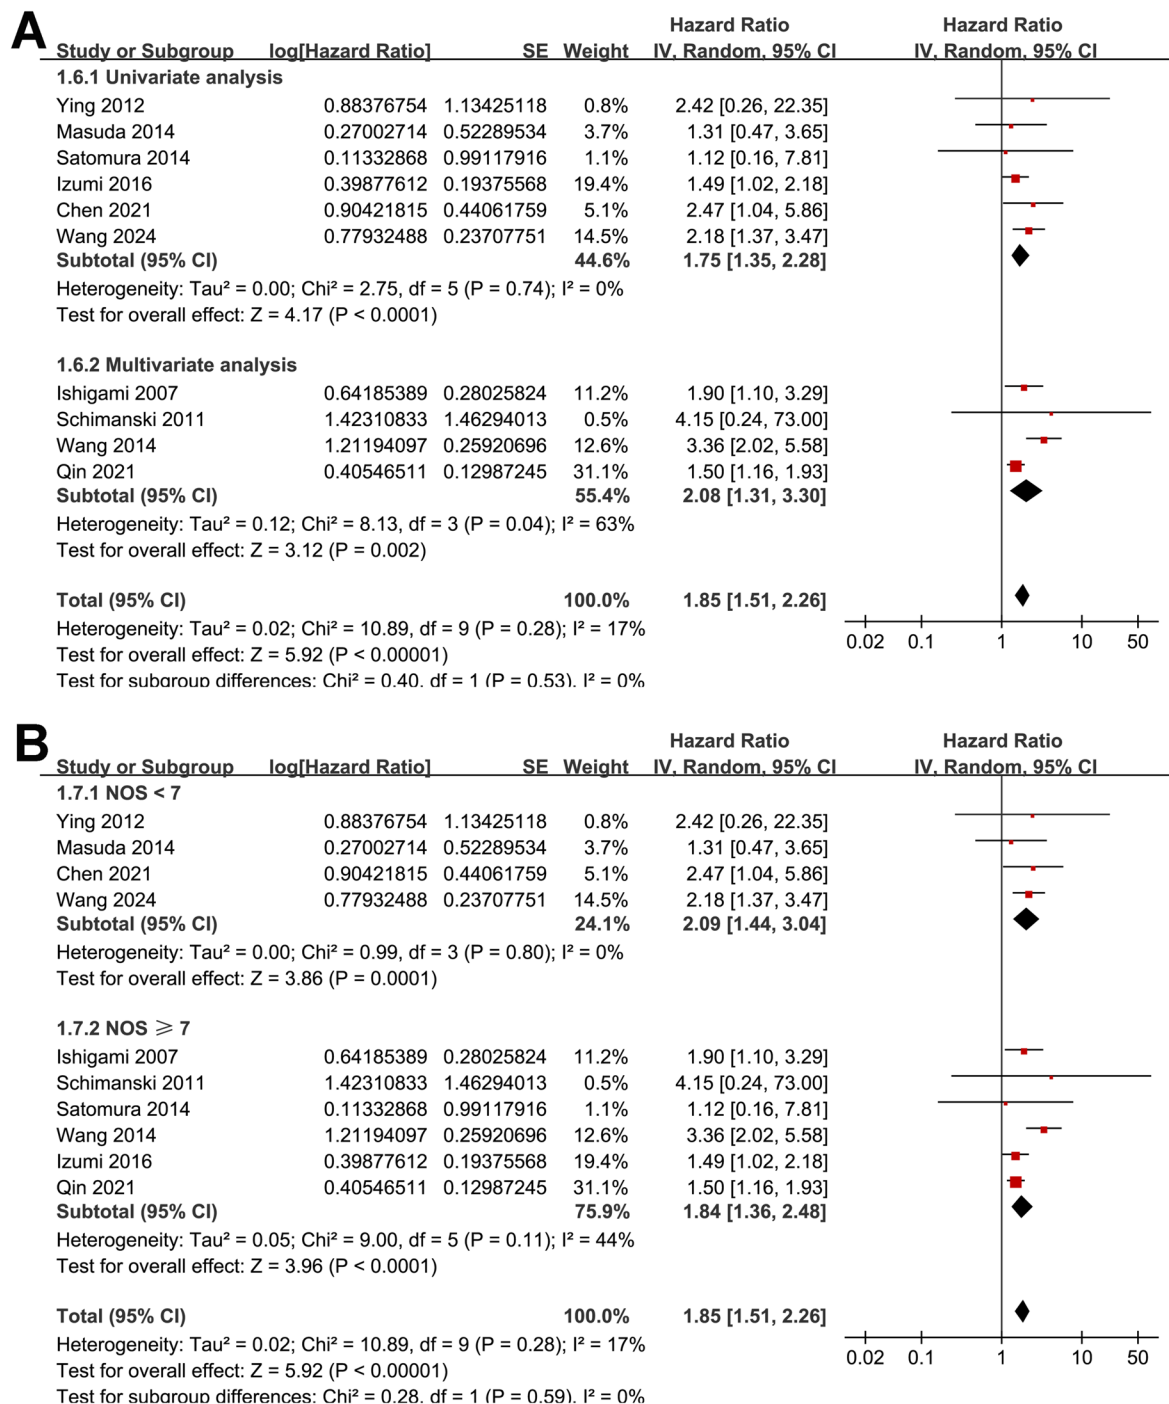 A
Hazard Ratio Hazard Ratio
Study or Subgroup log[Hazard Ratio] SE Weight IV, Random, 95% CI IV, Random, 95% CI
1.6.1 Univariate analysis
Ying 2012 0.88376754 1.13425118 0.8% 2.42 [0.26, 22.35]
Masuda 2014 0.27002714 0.52289534 3.7% 1.31 [0.47, 3.65]
Satomura 2014 0.11332868 0.99117916 1.1% 1.12 [0.16, 7.81]
Izumi 2016 0.39877612 0.19375568 19.4% 1.49 [1.02, 2.18]
Chen 2021 0.90421815 0.44061759 5.1% 2.47 [1.04, 5.86]
Wang 2024 0.77932488 0.23707751 14.5% 2.18 [1.37, 3.47]
Subtotal (95% CI) 44.6% 1.75 [1.35, 2.28]
Heterogeneity: Tau² = 0.00; Chi² = 2.75, df = 5 (P = 0.74); I² = 0%
Test for overall effect: Z = 4.17 (P < 0.0001)
1.6.2 Multivariate analysis
Ishigami 2007 0.64185389 0.28025824 11.2% 1.90 [1.10, 3.29]
Schimanski 2011 1.42310833 1.46294013 0.5% 4.15 [0.24, 73.00]
Wang 2014 1.21194097 0.25920696 12.6% 3.36 [2.02, 5.58]
Qin 2021 0.40546511 0.12987245 31.1% 1.50 [1.16, 1.93]
Subtotal (95% CI) 55.4% 2.08 [1.31, 3.30]
Heterogeneity: Tau² = 0.12; Chi² = 8.13, df = 3 (P = 0.04); I² = 63%
Test for overall effect: Z = 3.12 (P = 0.002)
Total (95% CI) 100.0% 1.85 [1.51, 2.26]
Heterogeneity: Tau² = 0.02; Chi² = 10.89, df = 9 (P = 0.28); I² = 17%
Test for overall effect: Z = 5.92 (P < 0.00001)
Test for subgroup differences: Chi² = 0.40, df = 1 (P = 0.53), I² = 0%
0.02 0.1 1 10 50
B
Hazard Ratio Hazard Ratio
Study or Subgroup log[Hazard Ratio] SE Weight IV, Random, 95% CI IV, Random, 95% CI
1.7.1 NOS < 7
Ying 2012 0.88376754 1.13425118 0.8% 2.42 [0.26, 22.35]
Masuda 2014 0.27002714 0.52289534 3.7% 1.31 [0.47, 3.65]
Chen 2021 0.90421815 0.44061759 5.1% 2.47 [1.04, 5.86]
Wang 2024 0.77932488 0.23707751 14.5% 2.18 [1.37, 3.47]
Subtotal (95% CI) 24.1% 2.09 [1.44, 3.04]
Heterogeneity: Tau² = 0.00; Chi² = 0.99, df = 3 (P = 0.80); I² = 0%
Test for overall effect: Z = 3.86 (P = 0.0001)
1.7.2 NOS ⩾ 7
Ishigami 2007 0.64185389 0.28025824 11.2% 1.90 [1.10, 3.29]
Schimanski 2011 1.42310833 1.46294013 0.5% 4.15 [0.24, 73.00]
Satomura 2014 0.11332868 0.99117916 1.1% 1.12 [0.16, 7.81]
Wang 2014 1.21194097 0.25920696 12.6% 3.36 [2.02, 5.58]
Izumi 2016 0.39877612 0.19375568 19.4% 1.49 [1.02, 2.18]
Qin 2021 0.40546511 0.12987245 31.1% 1.50 [1.16, 1.93]
Subtotal (95% CI) 75.9% 1.84 [1.36, 2.48]
Heterogeneity: Tau² = 0.05; Chi² = 9.00, df = 5 (P = 0.11); I² = 44%
Test for overall effect: Z = 3.96 (P < 0.0001)
Total (95% CI) 100.0% 1.85 [1.51, 2.26]
Heterogeneity: Tau² = 0.02; Chi² = 10.89, df = 9 (P = 0.28); I² = 17%
Test for overall effect: Z = 5.92 (P < 0.00001)
Test for subgroup differences: Chi² = 0.28, df = 1 (P = 0.59), I² = 0%
0.02 0.1 1 10 50